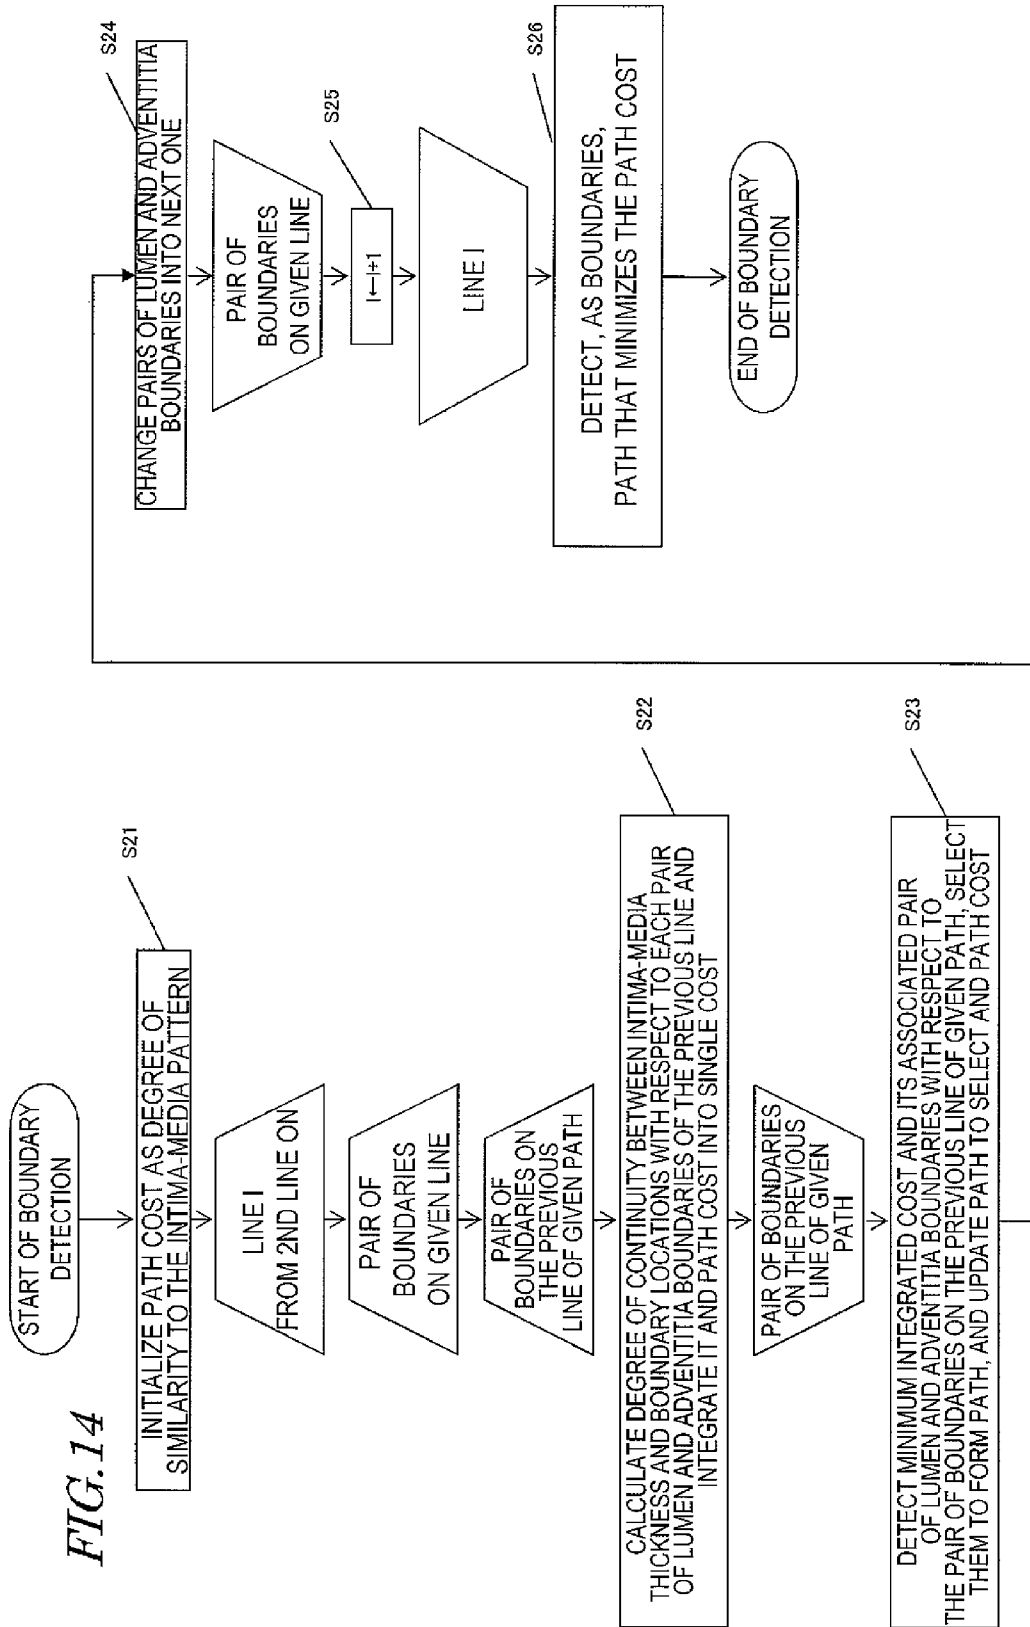 FIG.14
START OF BOUNDARY
DETECTION
S21
INITIALIZE PATH COST AS DEGREE OF
SIMILARITY TO THE INTIMA-MEDIA PATTERN
LINE I
FROM 2ND LINE ON
PAIR OF
BOUNDARIES
ON GIVEN LINE
PAIR OF
BOUNDARIES ON
THE PREVIOUS
LINE OF GIVEN PATH
S22
CALCULATE DEGREE OF CONTINUITY BETWEEN INTIMA-MEDIA
THICKNESS AND BOUNDARY LOCATIONS WITH RESPECT TO EACH PAIR
OF LUMEN AND ADVENTITIA BOUNDARIES OF THE PREVIOUS LINE AND
INTEGRATE IT AND PATH COST INTO SINGLE COST
PAIR OF BOUNDARIES
ON THE PREVIOUS
LINE OF GIVEN
PATH
S23
DETECT MINIMUM INTEGRATED COST AND ITS ASSOCIATED PAIR
OF LUMEN AND ADVENTITIA BOUNDARIES WITH RESPECT TO
THE PAIR OF BOUNDARIES ON THE PREVIOUS LINE OF GIVEN PATH, SELECT
THEM TO FORM PATH, AND UPDATE PATH TO SELECT AND PATH COST
S24
CHANGE PAIRS OF LUMEN AND ADVENTITIA
BOUNDARIES INTO NEXT ONE
PAIR OF
BOUNDARIES
ON GIVEN LINE
S25
I←I+1
LINE I
S26
DETECT, AS BOUNDARIES,
PATH THAT MINIMIZES THE PATH COST
END OF BOUNDARY
DETECTION